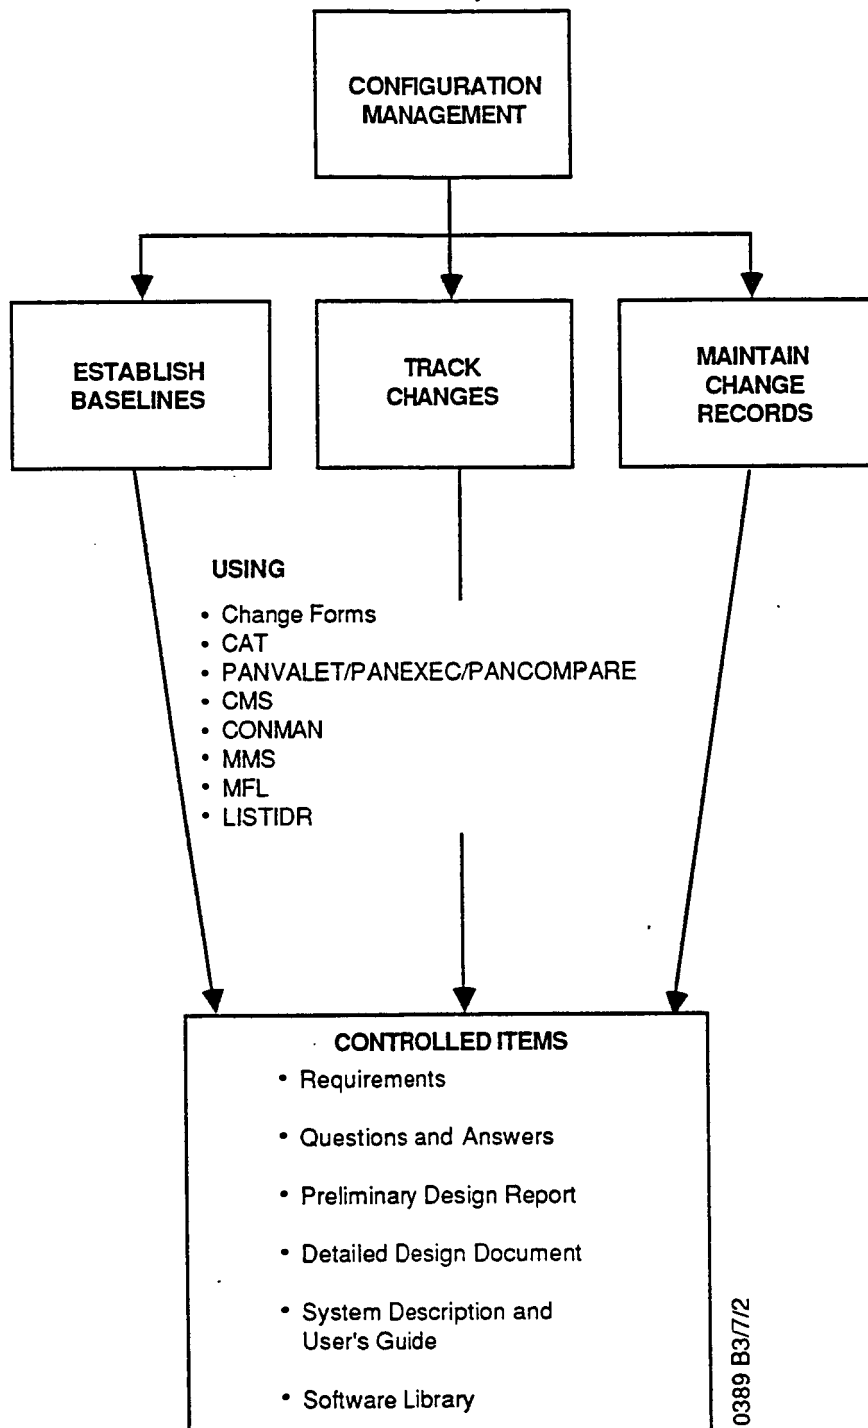 CONFIGURATION
MANAGEMENT
ESTABLISH
BASELINES
TRACK
CHANGES
MAINTAIN
CHANGE
RECORDS
USING
• Change Forms
• CAT
• PANVALET/PANEXEC/PANCOMPARE
• CMS
• CONMAN
• MMS
• MFL
• LISTIDR
CONTROLLED ITEMS
• Requirements
• Questions and Answers
• Preliminary Design Report
• Detailed Design Document
• System Description and
User's Guide
• Software Library
0389 B3/7/2